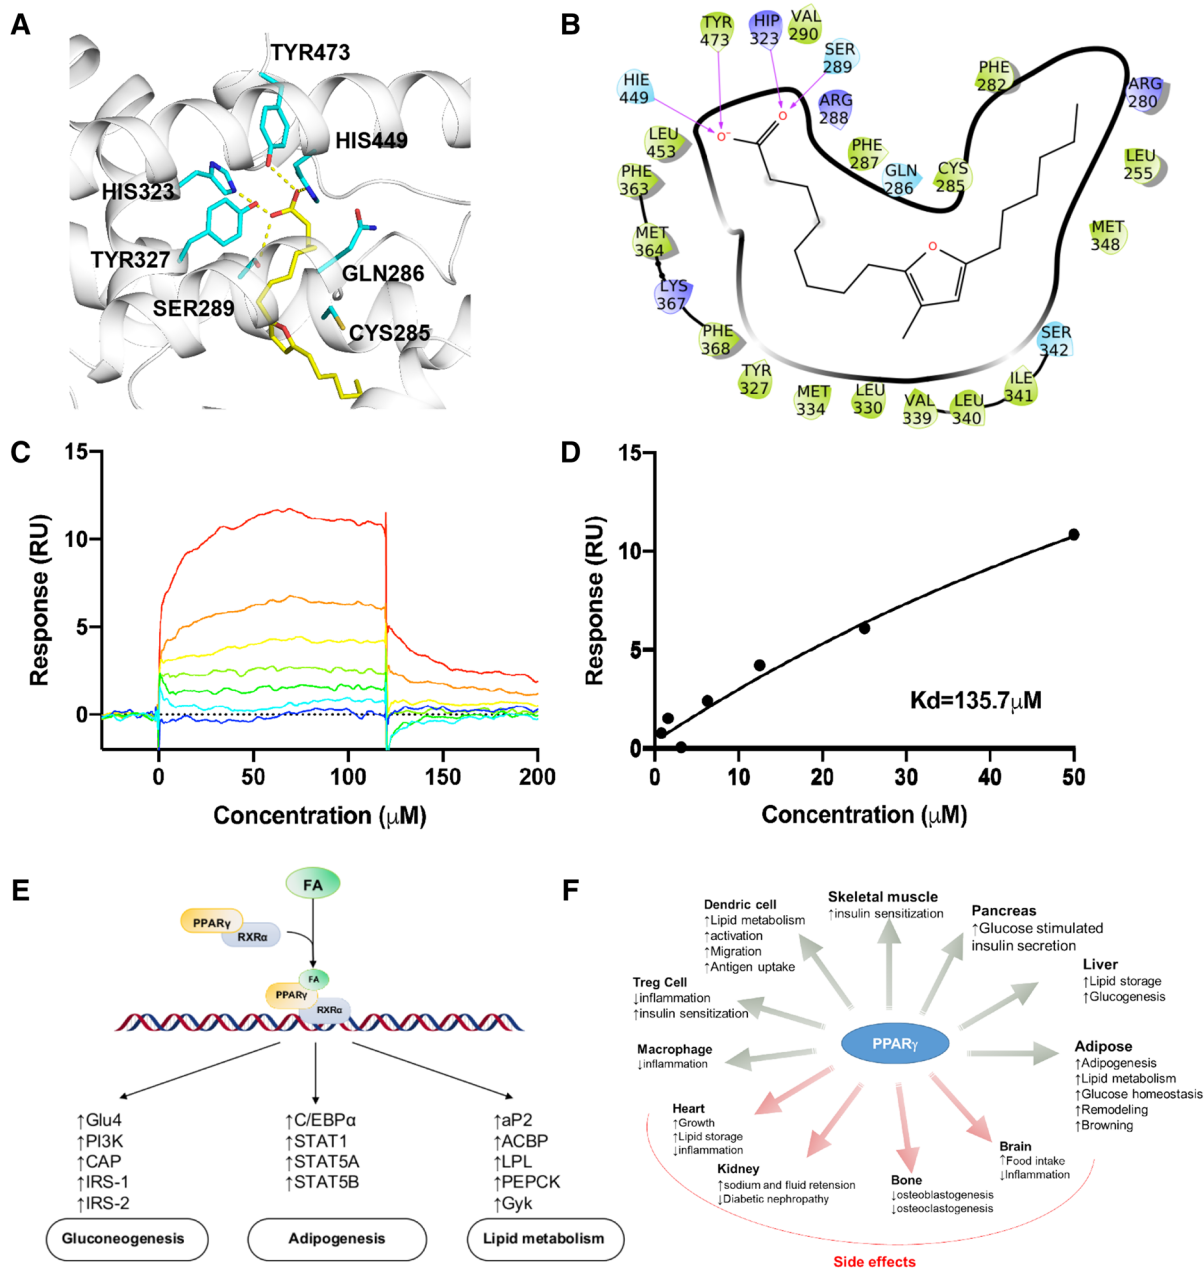 A
TYR473
HIS449
HIS323
TYR327
GLN286
SER289
CYS285
B
TYR
473
HIP
323
VAL
290
SER
289
HIE
449
ARG
288
PHE
282
ARG
280
LEU
453
PHE
287
GLN
286
CYS
285
LEU
255
PHE
363
MET
364
MET
348
LYS
367
PHE
368
SER
342
TYR
327
MET
334
LEU
330
VAL
339
LEU
340
ILE
341
O
O⁻
O
C
15
10
5
0
Response (RU)
0
50
100
150
200
Concentration (μM)
D
15
10
5
0
Response (RU)
Kd=135.7μM
0
10
20
30
40
50
Concentration (μM)
E
FA
PPARγ
RXRα
FA
PPARγ
RXRα
↑Glu4
↑PI3K
↑CAP
↑IRS-1
↑IRS-2
Gluconeogenesis
↑C/EBPα
↑STAT1
↑STAT5A
↑STAT5B
Adipogenesis
↑aP2
↑ACBP
↑LPL
↑PEPCK
↑Gyk
Lipid metabolism
F
Dendric cell
↑Lipid metabolism
↑activation
↑Migration
↑Antigen uptake
Skeletal muscle
↑insulin sensitization
Pancreas
↑Glucose stimulated
insulin secretion
Liver
↑Lipid storage
↑Glucogenesis
Treg Cell
↓inflammation
↑insulin sensitization
Macrophage
↓inflammation
PPARγ
Adipose
↑Adipogenesis
↑Lipid metabolism
↑Glucose homeostasis
↑Remodeling
↑Browning
Heart
↑Growth
↑Lipid storage
↓inflammation
Kidney
↑sodium and fluid retension
↓Diabetic nephropathy
Bone
↓osteoblastogenesis
↓osteoclastogenesis
Brain
↑Food intake
↓Inflammation
Side effects